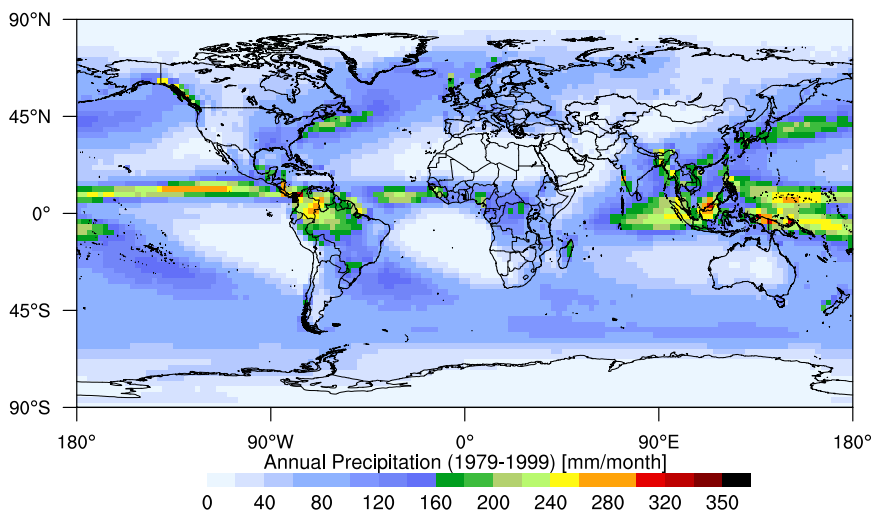 90°N
45°N
0°
45°S
90°S
180° 90°W 0° 90°E 180°
Annual Precipitation (1979-1999) [mm/month]
0 40 80 120 160 200 240 280 320 350